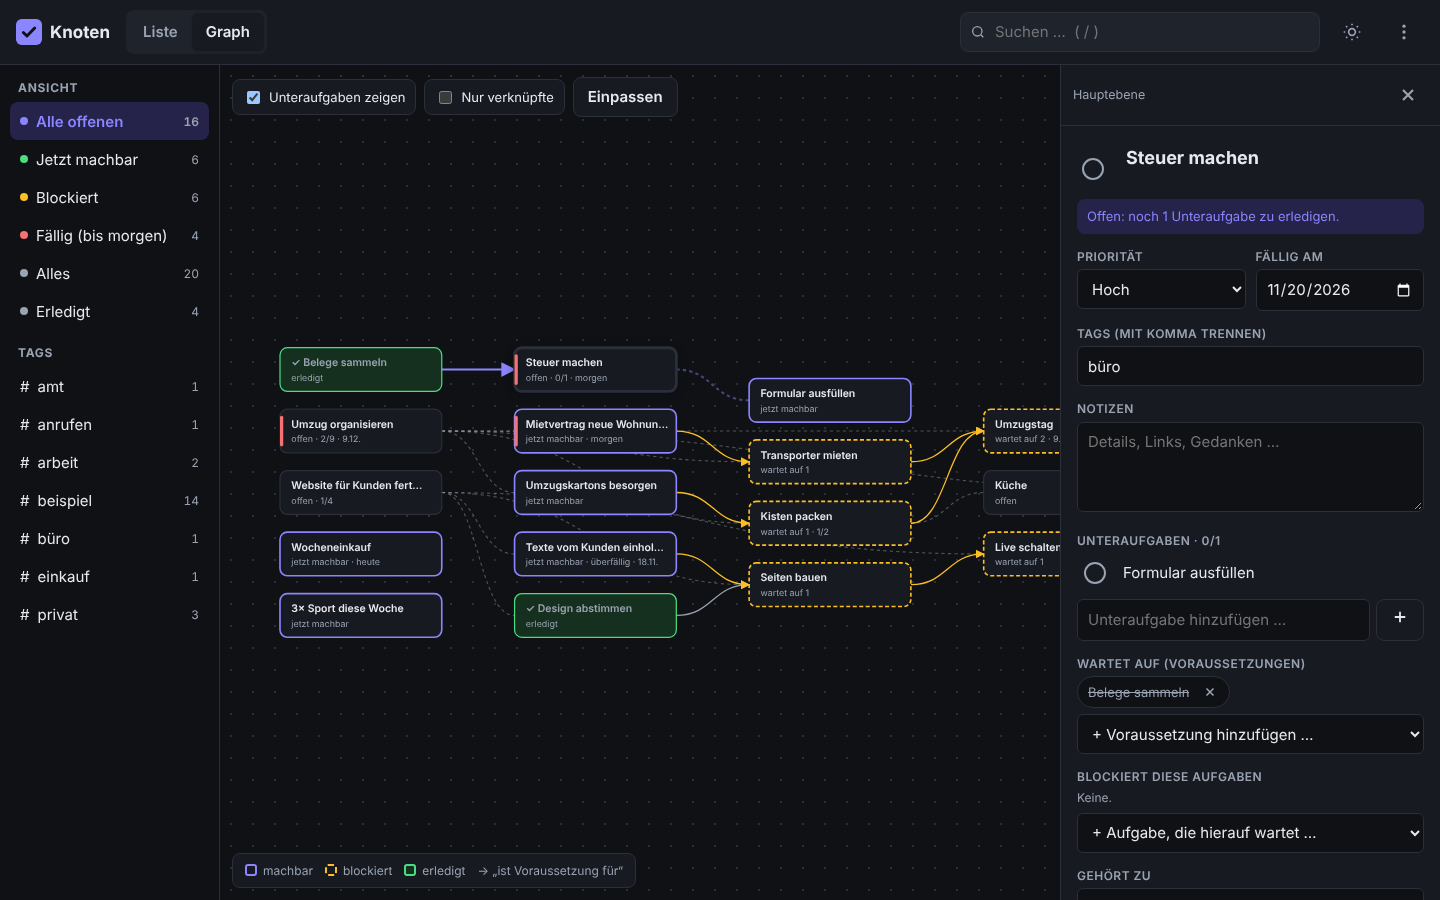 Knoten
Liste
Graph
Suchen … ( / )
ANSICHT
Alle offenen 16
Jetzt machbar 6
Blockiert 6
Fällig (bis morgen) 4
Alles 20
Erledigt 4
TAGS
# amt 1
# anrufen 1
# arbeit 2
# beispiel 14
# büro 1
# einkauf 1
# privat 3
Unteraufgaben zeigen
Nur verknüpfte
Einpassen
✓ Belege sammeln
erledigt
Umzug organisieren
offen · 2/9 · 9.12.
Website für Kunden fert…
offen · 1/4
Wocheneinkauf
jetzt machbar · heute
3× Sport diese Woche
jetzt machbar
Steuer machen
offen · 0/1 · morgen
Mietvertrag neue Wohnun…
jetzt machbar · morgen
Umzugskartons besorgen
jetzt machbar
Texte vom Kunden einhol…
jetzt machbar · überfällig · 18.11.
✓ Design abstimmen
erledigt
Formular ausfüllen
jetzt machbar
Transporter mieten
wartet auf 1
Kisten packen
wartet auf 1 · 1/2
Seiten bauen
wartet auf 1
Umzugstag
wartet auf 2 · 9.
Küche
offen
Live schalten
wartet auf 1
machbar
blockiert
erledigt
→ „ist Voraussetzung für“
Hauptebene
Steuer machen
Offen: noch 1 Unteraufgabe zu erledigen.
PRIORITÄT
Hoch
FÄLLIG AM
11/20/2026
TAGS (MIT KOMMA TRENNEN)
büro
NOTIZEN
Details, Links, Gedanken …
UNTERAUFGABEN · 0/1
Formular ausfüllen
Unteraufgabe hinzufügen …
+
WARTET AUF (VORAUSSETZUNGEN)
Belege sammeln ×
+ Voraussetzung hinzufügen …
BLOCKIERT DIESE AUFGABEN
Keine.
+ Aufgabe, die hierauf wartet …
GEHÖRT ZU